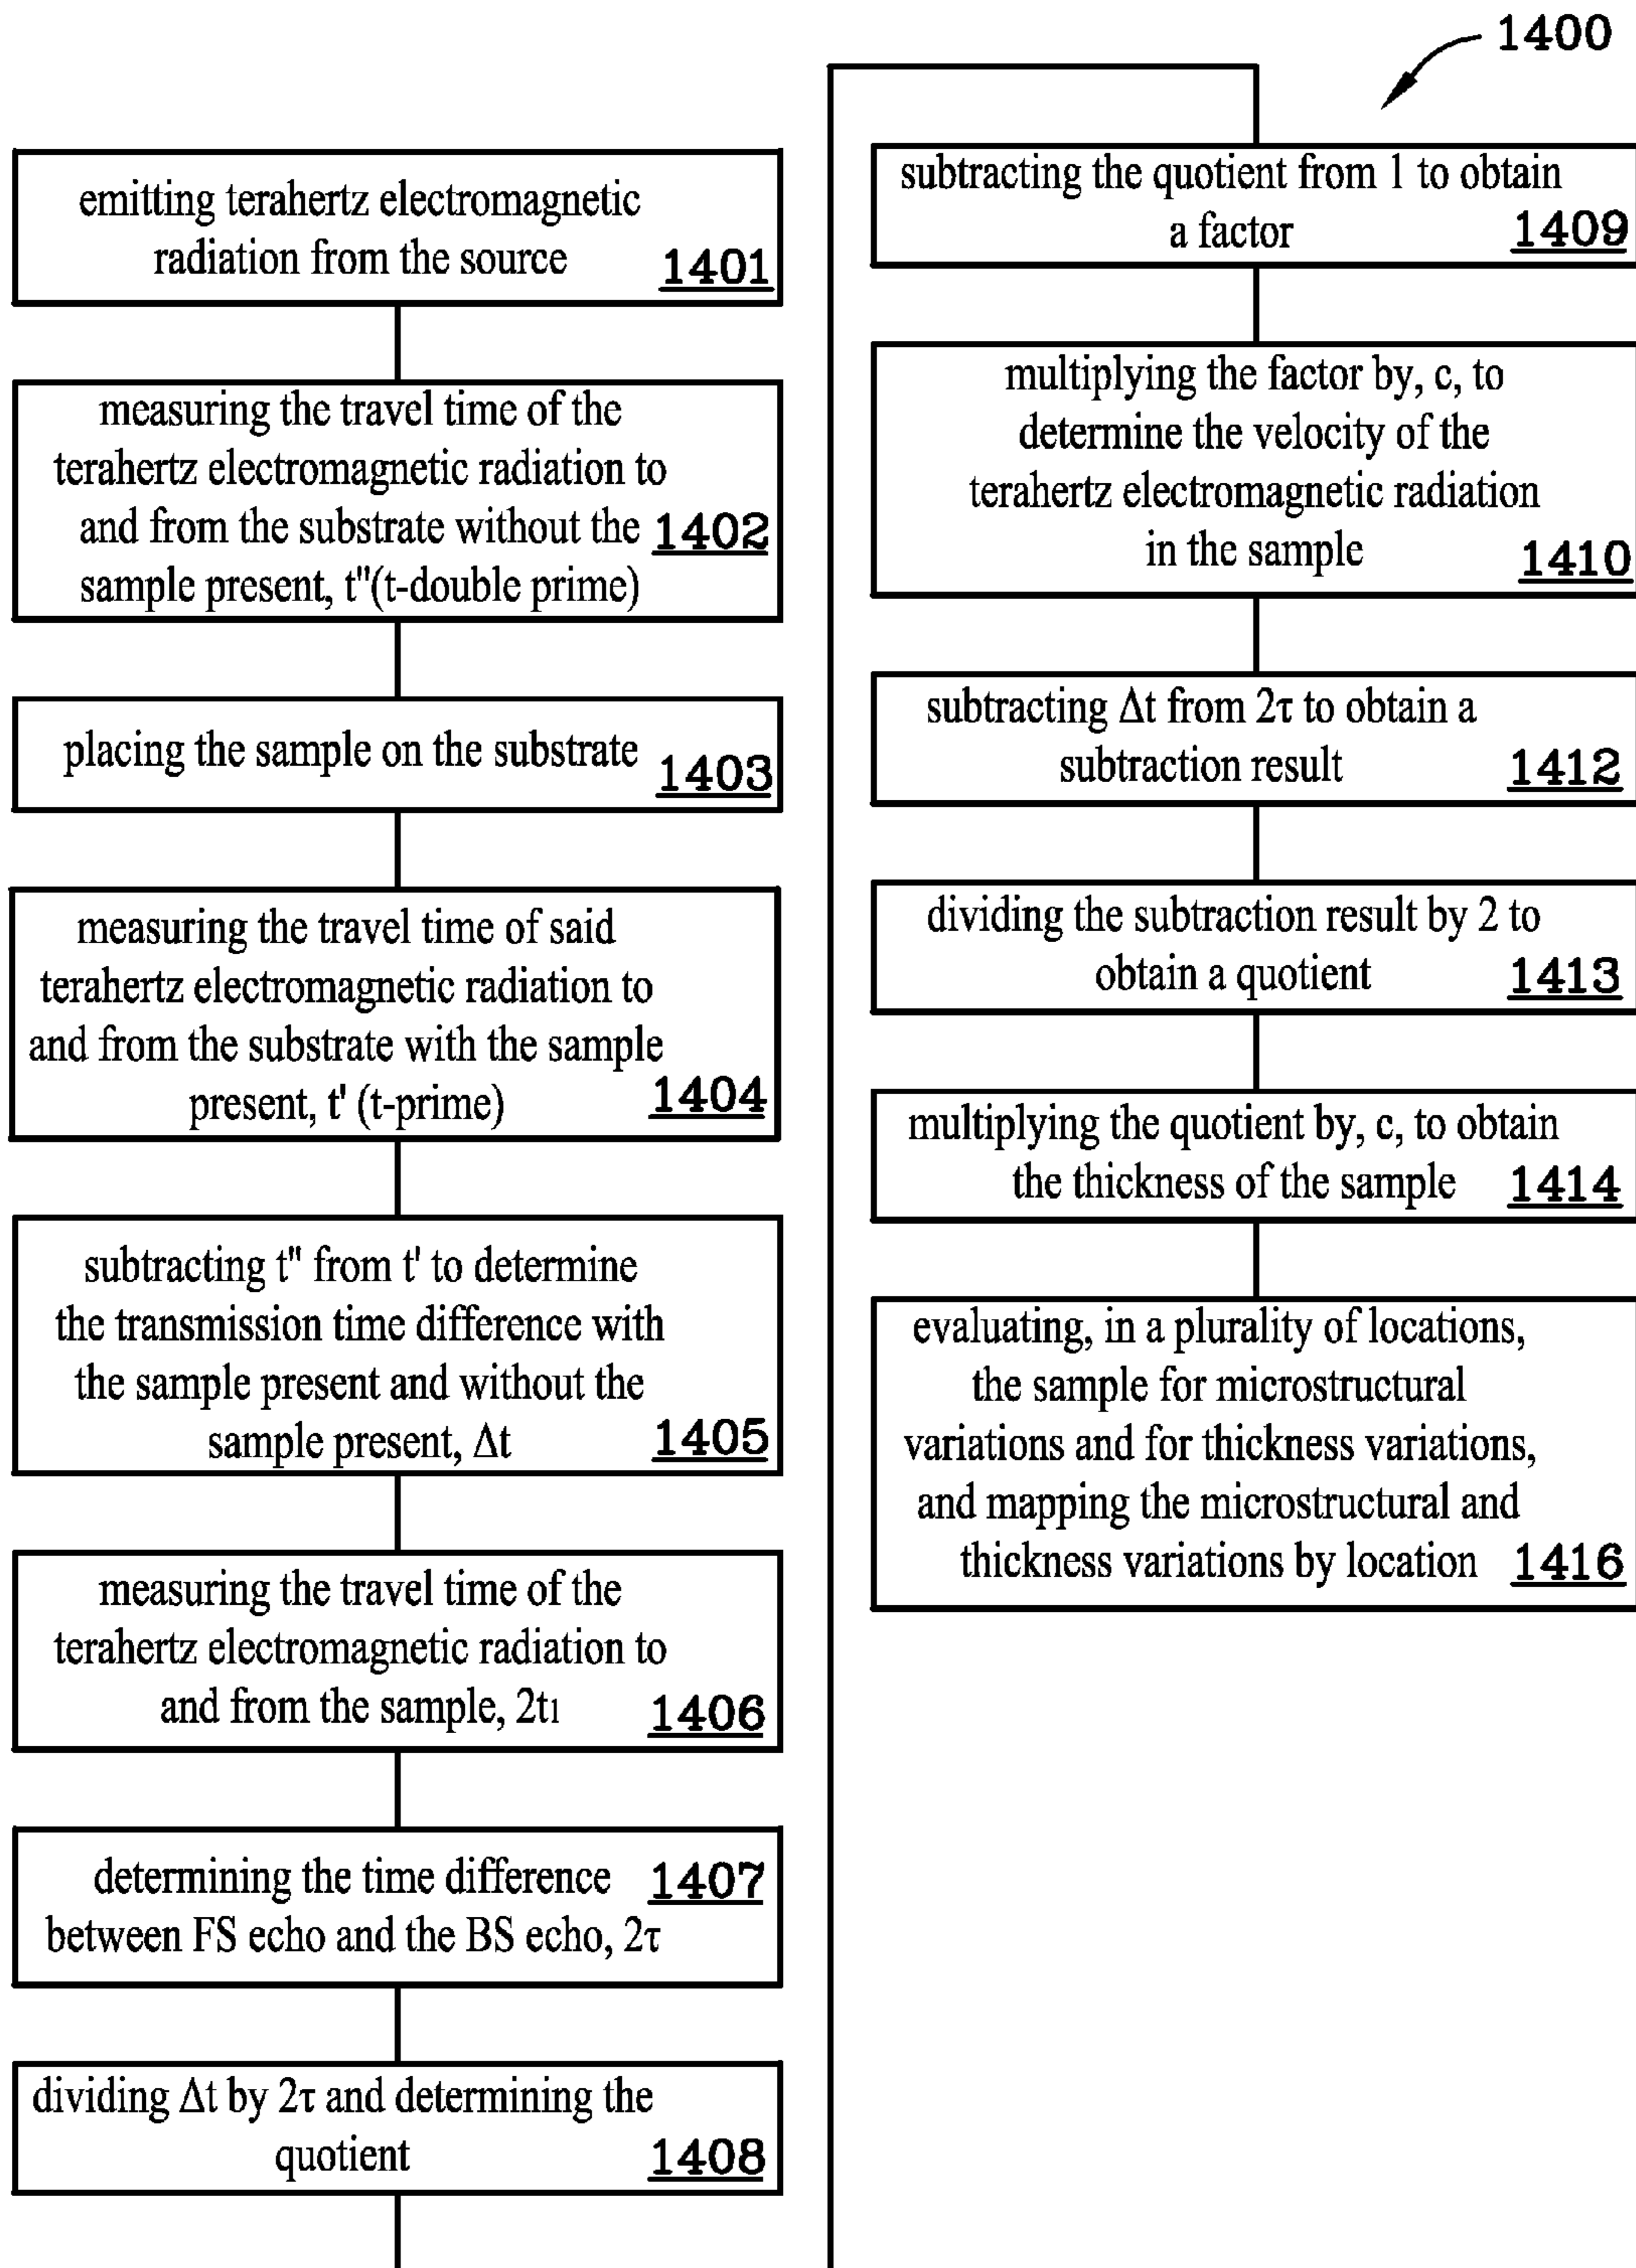 1400
emitting terahertz electromagnetic
radiation from the source 1401
measuring the travel time of the
terahertz electromagnetic radiation to
and from the substrate without the 1402
sample present, t"(t-double prime)
placing the sample on the substrate 1403
measuring the travel time of said
terahertz electromagnetic radiation to
and from the substrate with the sample
present, t' (t-prime) 1404
subtracting t" from t' to determine
the transmission time difference with
the sample present and without the
sample present, Δt 1405
measuring the travel time of the
terahertz electromagnetic radiation to
and from the sample, 2t₁ 1406
determining the time difference 1407
between FS echo and the BS echo, 2τ
dividing Δt by 2τ and determining the
quotient 1408
subtracting the quotient from 1 to obtain
a factor 1409
multiplying the factor by, c, to
determine the velocity of the
terahertz electromagnetic radiation
in the sample 1410
subtracting Δt from 2τ to obtain a
subtraction result 1412
dividing the subtraction result by 2 to
obtain a quotient 1413
multiplying the quotient by, c, to obtain
the thickness of the sample 1414
evaluating, in a plurality of locations,
the sample for microstructural
variations and for thickness variations,
and mapping the microstructural and
thickness variations by location 1416